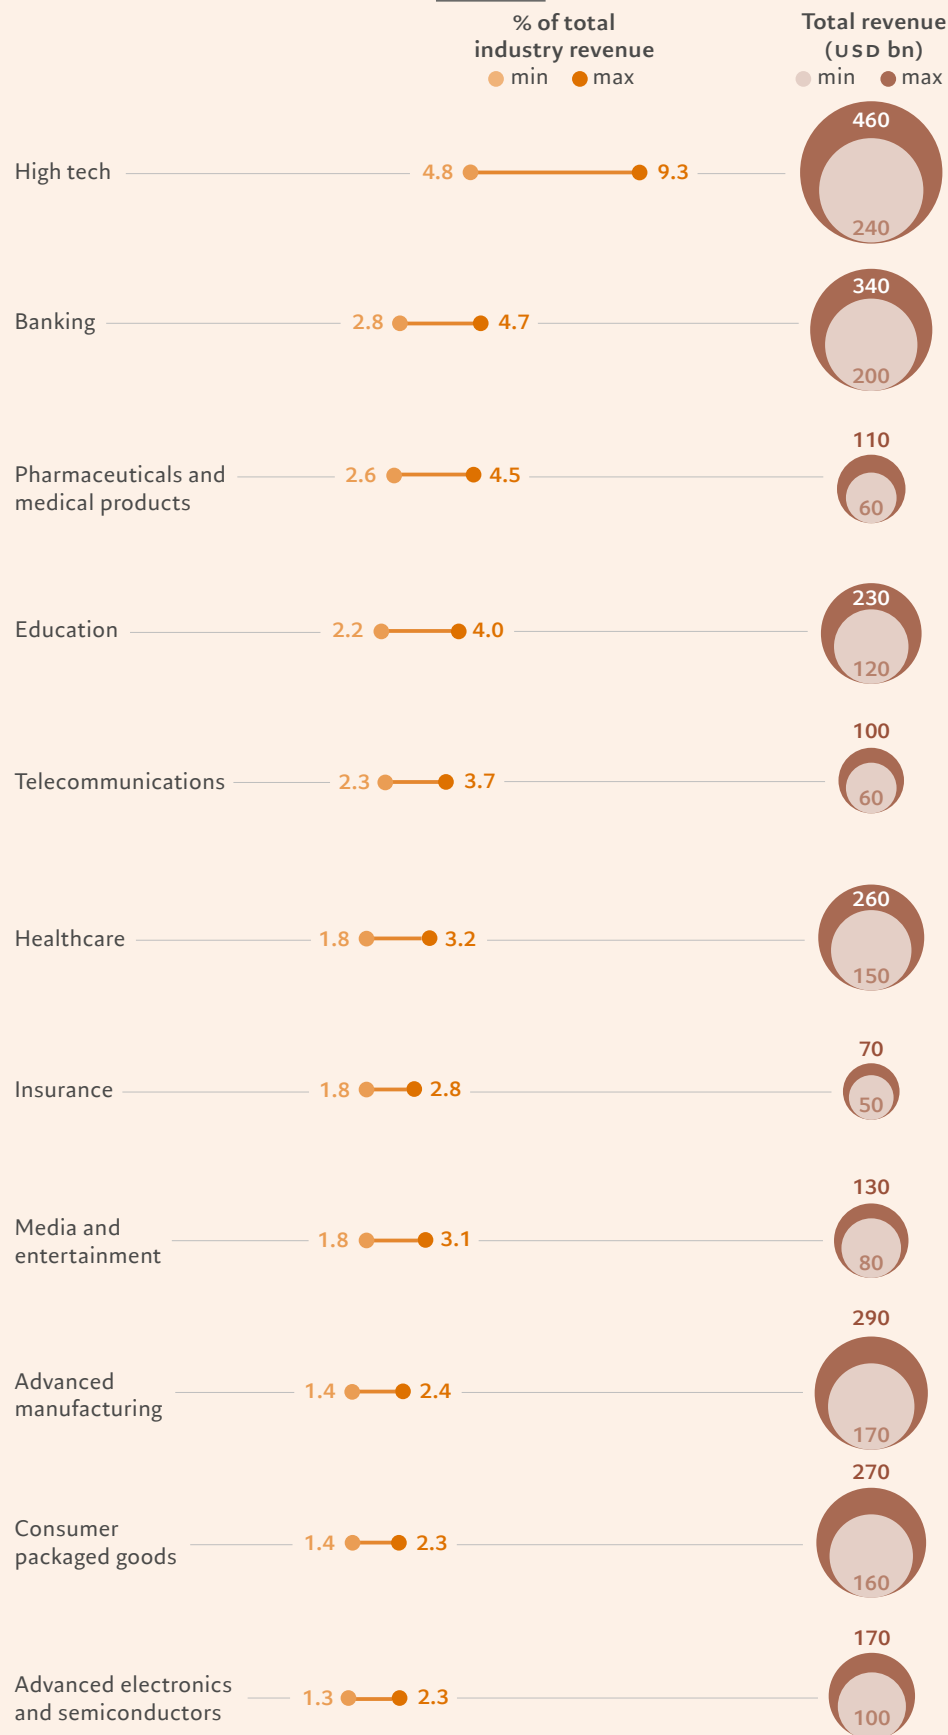 % of total
industry revenue
min max
Total revenue
(USD bn)
min max
High tech 4.8 9.3 460
240
Banking 2.8 4.7 340
200
Pharmaceuticals and
medical products
2.6 4.5 110
60
Education 2.2 4.0 230
120
Telecommunications 2.3 3.7 100
60
Healthcare 1.8 3.2 260
150
Insurance 1.8 2.8 70
50
Media and
entertainment
1.8 3.1 130
80
Advanced
manufacturing
1.4 2.4 290
170
Consumer
packaged goods
1.4 2.3 270
160
Advanced electronics
and semiconductors
1.3 2.3 170
100